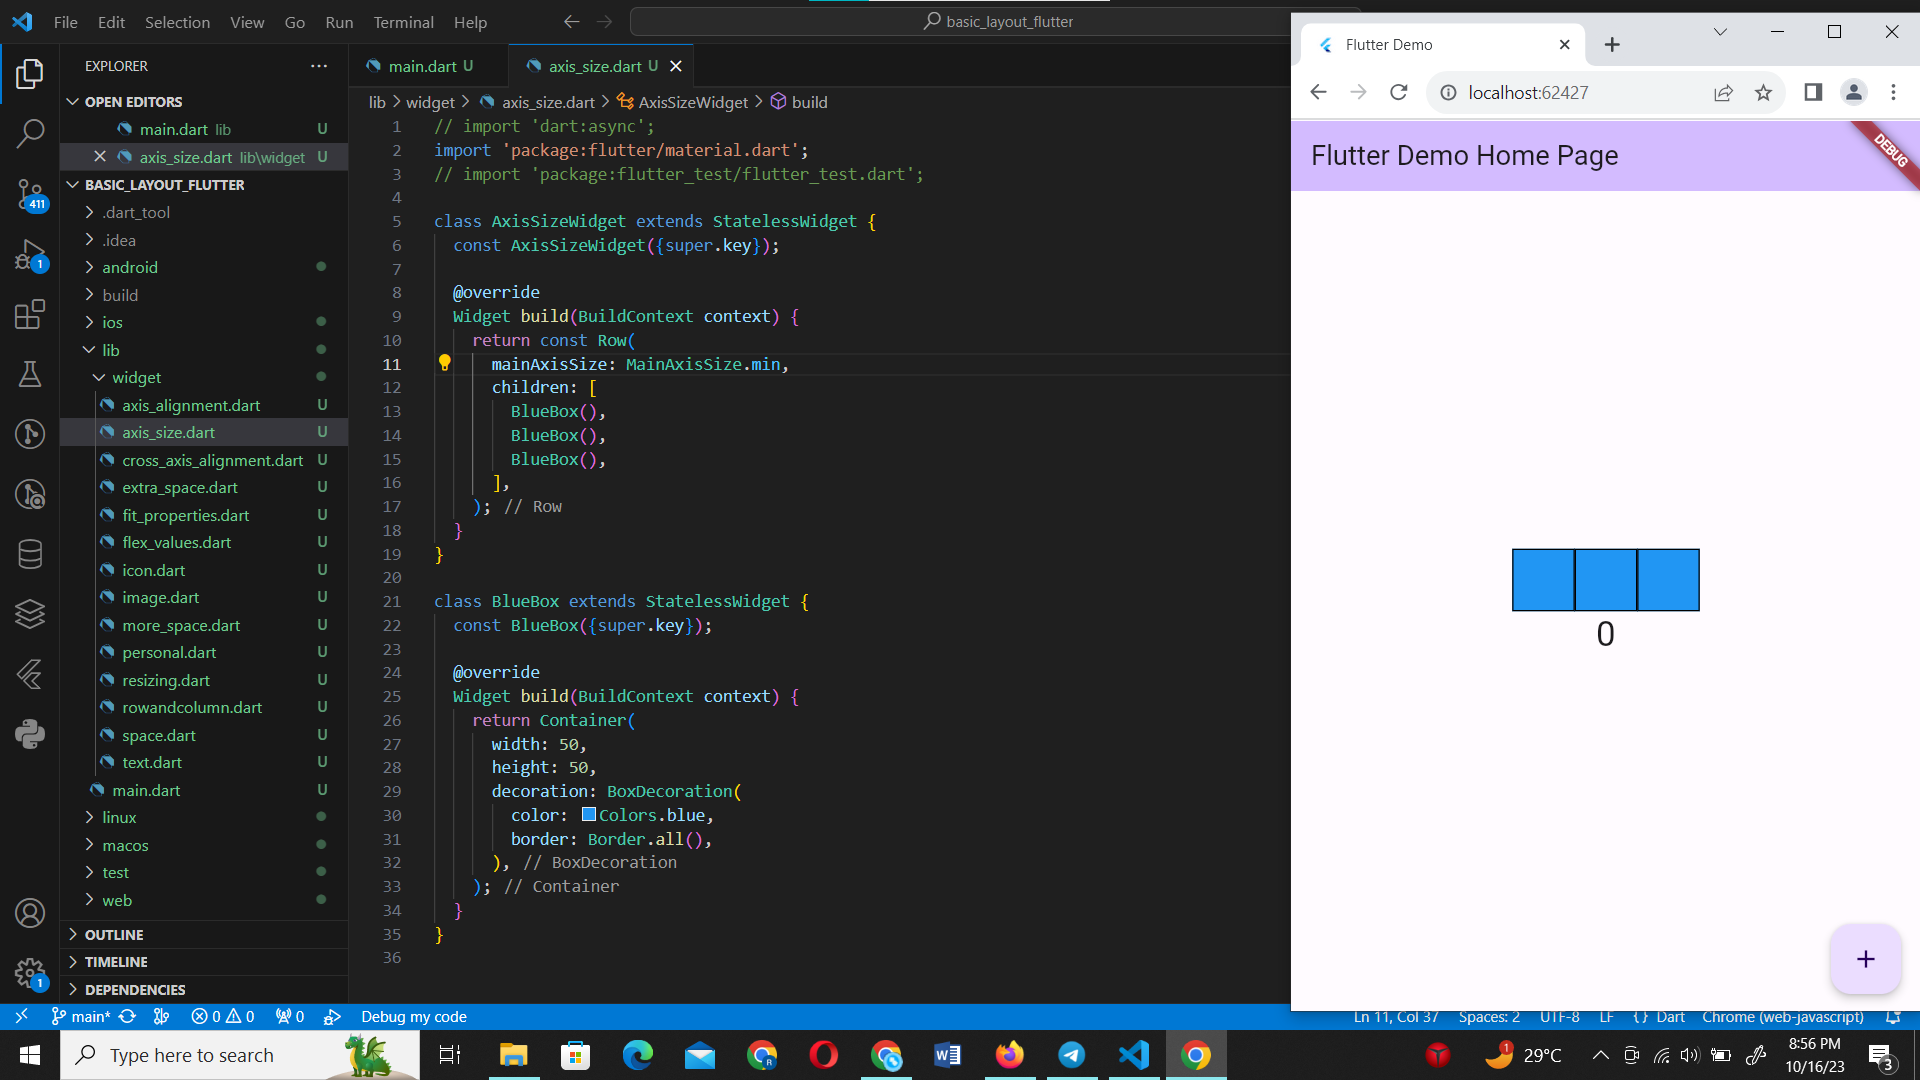 File Edit Selection View Go Run Terminal Help
basic_layout_flutter
EXPLORER
OPEN EDITORS
main.dart lib U
axis_size.dart lib\widget U
BASIC_LAYOUT_FLUTTER
.dart_tool
.idea
android
build
ios
lib
widget
axis_alignment.dart U
axis_size.dart U
cross_axis_alignment.dart U
extra_space.dart U
fit_properties.dart U
flex_values.dart U
icon.dart U
image.dart U
more_space.dart U
personal.dart U
resizing.dart U
rowandcolumn.dart U
space.dart U
text.dart U
main.dart U
linux
macos
test
web
OUTLINE
TIMELINE
DEPENDENCIES
411
1
1
main.dart U axis_size.dart U
lib widget axis_size.dart AxisSizeWidget build
1 // import 'dart:async';
2 import 'package:flutter/material.dart';
3 // import 'package:flutter_test/flutter_test.dart';
4
5 class AxisSizeWidget extends StatelessWidget {
6 const AxisSizeWidget({super.key});
7
8 @override
9 Widget build(BuildContext context) {
10 return const Row(
11 mainAxisSize: MainAxisSize.min,
12 children: [
13 BlueBox(),
14 BlueBox(),
15 BlueBox(),
16 ],
17 ); // Row
18 }
19 }
20
21 class BlueBox extends StatelessWidget {
22 const BlueBox({super.key});
23
24 @override
25 Widget build(BuildContext context) {
26 return Container(
27 width: 50,
28 height: 50,
29 decoration: BoxDecoration(
30 color: Colors.blue,
31 border: Border.all(),
32 ), // BoxDecoration
33 ); // Container
34 }
35 }
36
Flutter Demo
localhost:62427
Flutter Demo Home Page
DEBUG
0
+
main* 0 0 0 Debug my code
Ln 11, Col 37 Spaces: 2 UTF-8 LF {} Dart Chrome (web-javascript)
Type here to search
R
W
1
29°C
8:56 PM
10/16/23
3